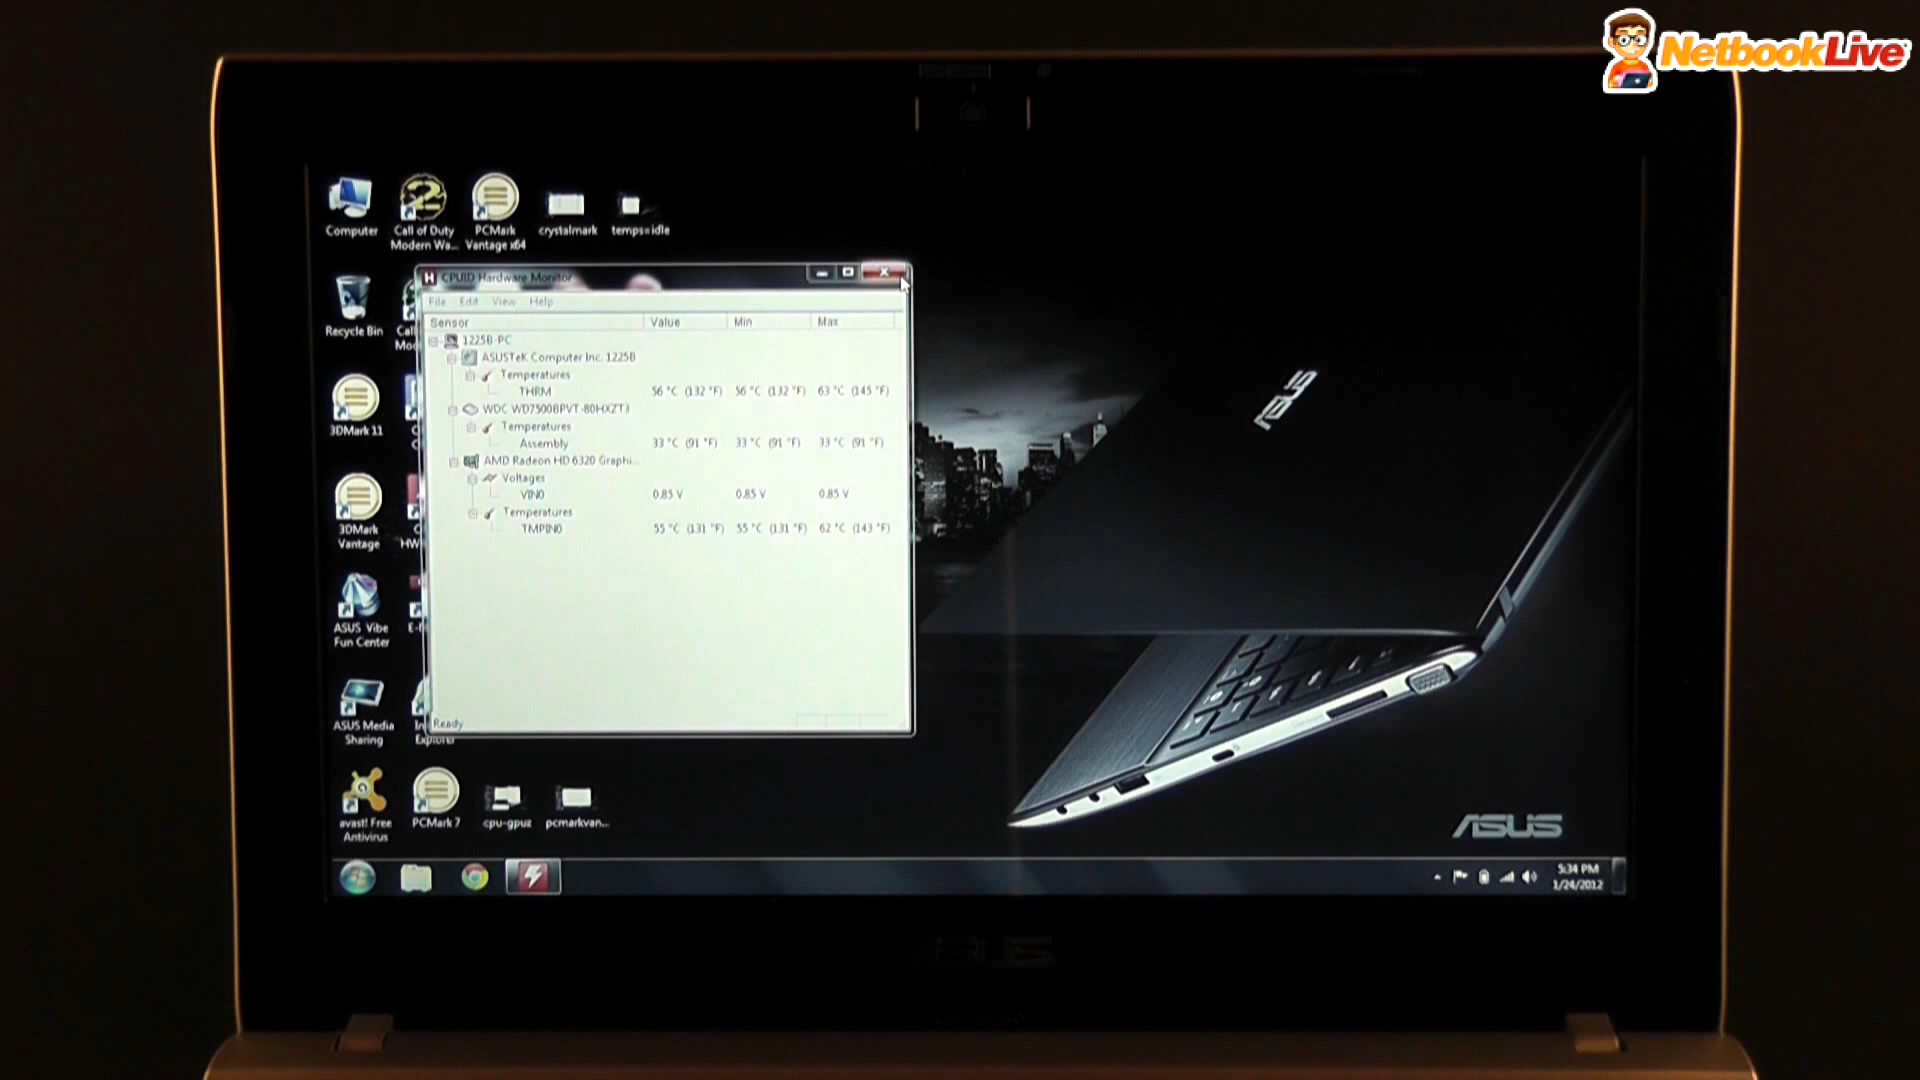 NetbookLive
Computer
Call of Duty
Modern Wa...
PCMark
Vantage x64
crystalmark
temps=idle
Recycle Bin
Call
3DMark 11
3DMark
Vantage
HW
ASUS Vibe
Fun Center
ASUS Media
Sharing
Explorer
avast! Free
Antivirus
PCMark 7
cpu-gpuz
pcmarkvan...
CPUID Hardware Monitor
File Edit View Help
Sensor Value Min Max
1225B-PC
ASUSTeK Computer Inc. 1225B
Temperatures
THRM 56 °C (132 °F) 56 °C (132 °F) 63 °C (145 °F)
WDC WD7500BPVT-80HXZT3
Temperatures
Assembly 33 °C (91 °F) 33 °C (91 °F) 33 °C (91 °F)
AMD Radeon HD 6320 Graphi...
Voltages
VIN0 0.85 V 0.85 V 0.85 V
Temperatures
TMPIN0 55 °C (131 °F) 55 °C (131 °F) 62 °C (143 °F)
Ready
ASUS
ASUS
5:34 PM
1/24/2012
ASUS